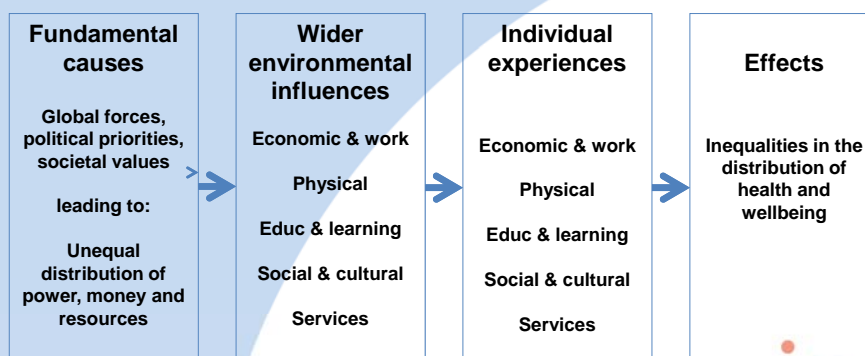 Fundamental
causes
Global forces,
political priorities,
societal values
leading to:
Unequal
distribution of
power, money and
resources
Wider
environmental
influences
Economic & work
Physical
Educ & learning
Social & cultural
Services
Individual
experiences
Economic & work
Physical
Educ & learning
Social & cultural
Services
Effects
Inequalities in the
distribution of
health and
wellbeing